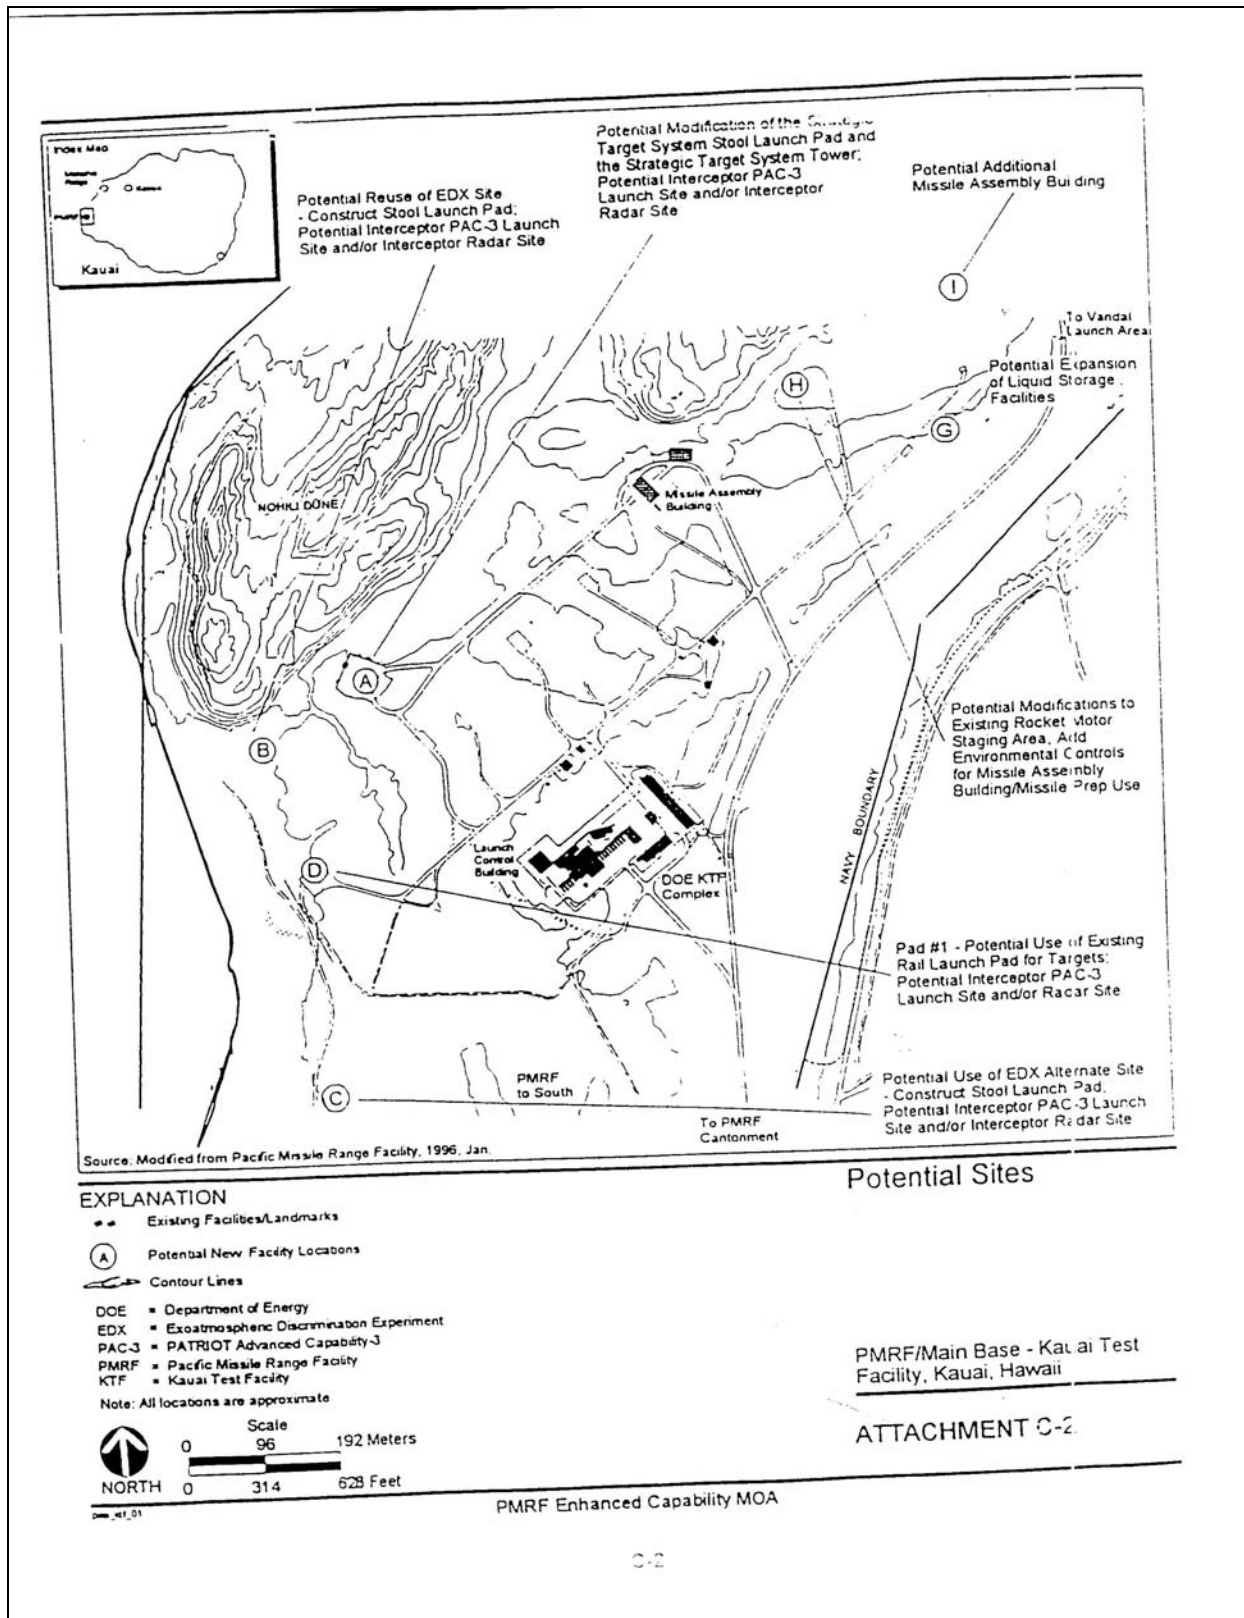 Index Map
Kauai
Potential Reuse of EDX Site
- Construct Stool Launch Pad;
Potential Interceptor PAC-3 Launch
Site and/or Interceptor Radar Site
Potential Modification of the Strategic
Target System Stool Launch Pad and
the Strategic Target System Tower;
Potential Interceptor PAC-3
Launch Site and/or Interceptor
Radar Site
Potential Additional
Missile Assembly Building
I
To Vandal
Launch Area
Potential Expansion
of Liquid Storage
Facilities
H
G
NOHILI DUNE
Missile Assembly
Building
A
B
Potential Modifications to
Existing Rocket Motor
Staging Area, Add
Environmental Controls
for Missile Assembly
Building/Missile Prep Use
NAVY BOUNDARY
Launch
Control
Building
D
DOE KTF
Complex
Pad #1 - Potential Use of Existing
Rail Launch Pad for Targets;
Potential Interceptor PAC-3
Launch Site and/or Radar Site
C
PMRF
to South
To PMRF
Cantonment
Potential Use of EDX Alternate Site
- Construct Stool Launch Pad,
Potential Interceptor PAC-3 Launch
Site and/or Interceptor Radar Site
Source: Modified from Pacific Missile Range Facility, 1996, Jan.
EXPLANATION
Existing Facilities/Landmarks
A Potential New Facility Locations
Contour Lines
DOE = Department of Energy
EDX = Exoatmospheric Discrimination Experiment
PAC-3 = PATRIOT Advanced Capability-3
PMRF = Pacific Missile Range Facility
KTF = Kauai Test Facility
Note: All locations are approximate
Scale
0 96 192 Meters
0 314 628 Feet
NORTH
Potential Sites
PMRF/Main Base - Kauai Test
Facility, Kauai, Hawaii
ATTACHMENT C-2
PMRF Enhanced Capability MOA
C-2